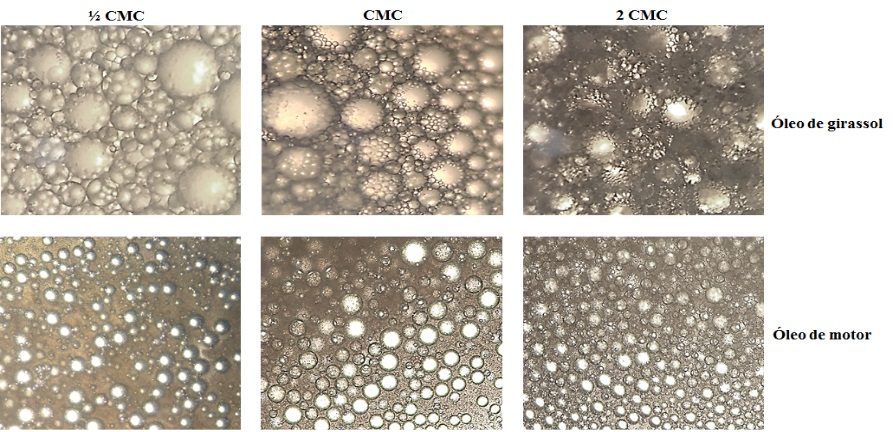 ½ CMC
CMC
2 CMC
Óleo de girassol
Óleo de motor